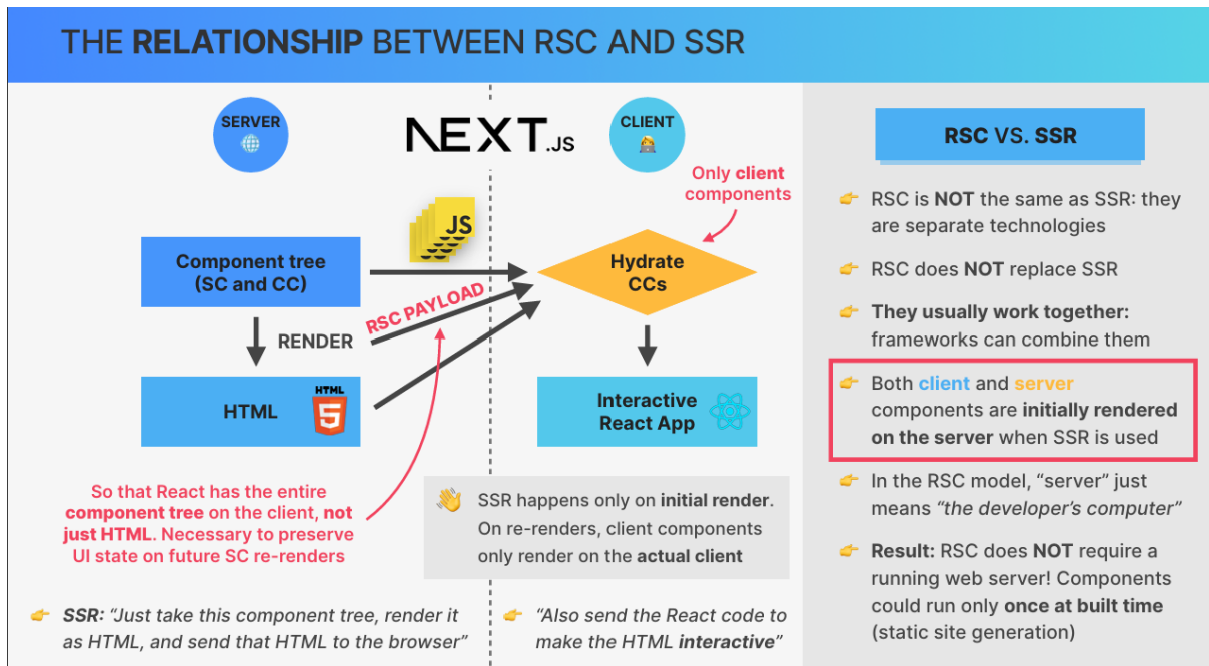 THE RELATIONSHIP BETWEEN RSC AND SSR
SERVER
NEXT.JS
CLIENT
Only client
components
JS
Component tree
(SC and CC)
Hydrate
CCs
RSC PAYLOAD
RENDER
HTML
HTML
5
Interactive
React App
So that React has the entire
component tree on the client, not
just HTML. Necessary to preserve
UI state on future SC re-renders
SSR happens only on initial render.
On re-renders, client components
only render on the actual client
SSR: “Just take this component tree, render it
as HTML, and send that HTML to the browser”
“Also send the React code to
make the HTML interactive”
RSC VS. SSR
RSC is NOT the same as SSR: they
are separate technologies
RSC does NOT replace SSR
They usually work together:
frameworks can combine them
Both client and server
components are initially rendered
on the server when SSR is used
In the RSC model, “server” just
means “the developer’s computer”
Result: RSC does NOT require a
running web server! Components
could run only once at built time
(static site generation)